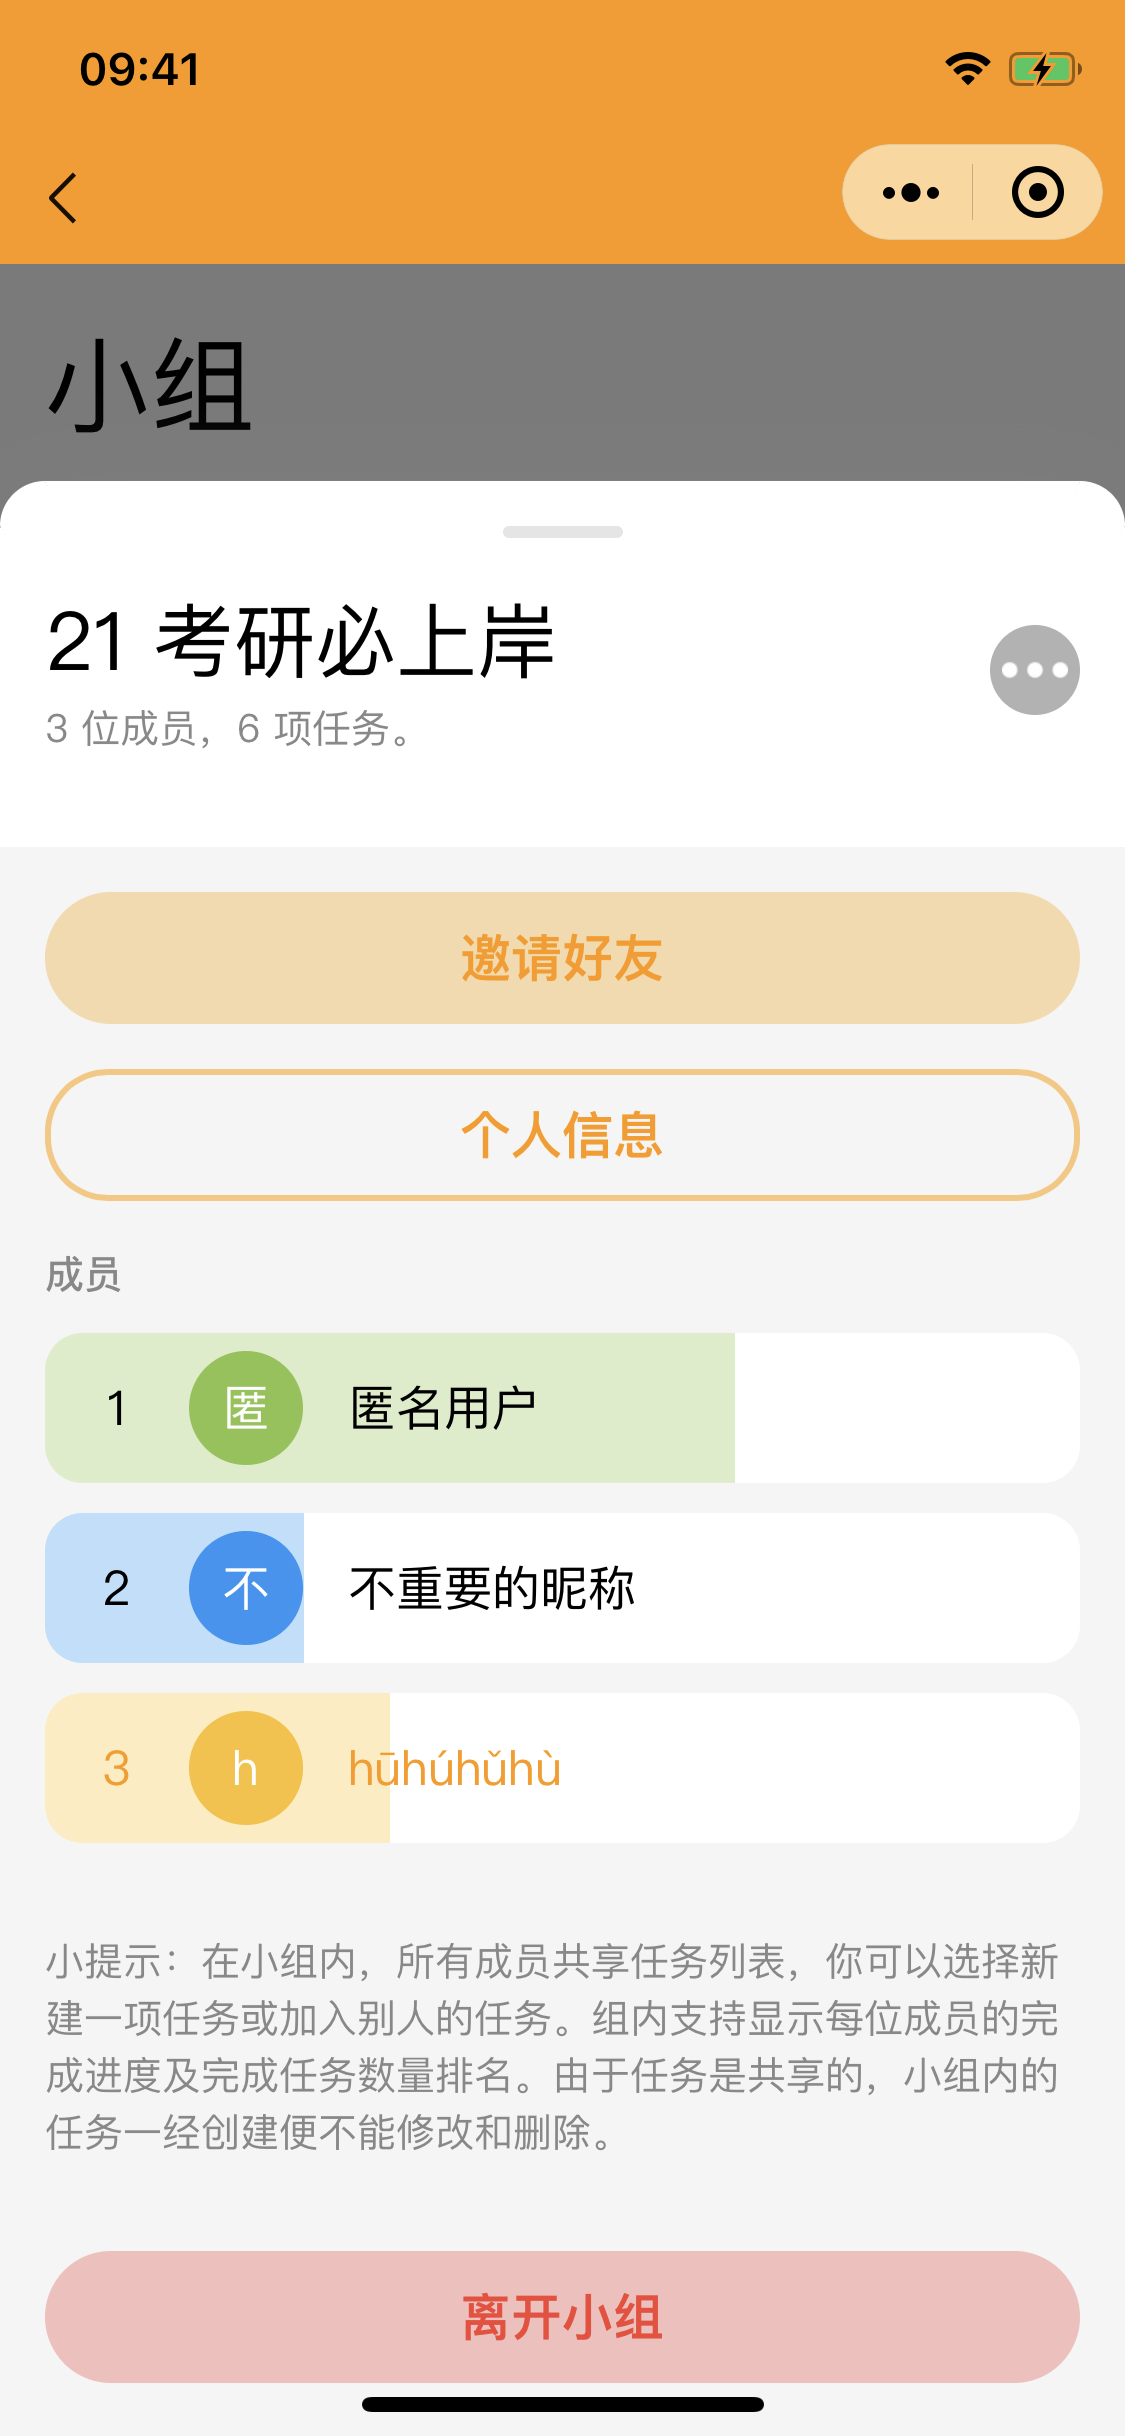 09:41
小组
21 考研必上岸
3 位成员，6 项任务。
邀请好友
个人信息
成员
1 匿 匿名用户
2 不 不重要的昵称
3 h hūhúhǔhù
小提示：在小组内，所有成员共享任务列表，你可以选择新
建一项任务或加入别人的任务。组内支持显示每位成员的完
成进度及完成任务数量排名。由于任务是共享的，小组内的
任务一经创建便不能修改和删除。
离开小组